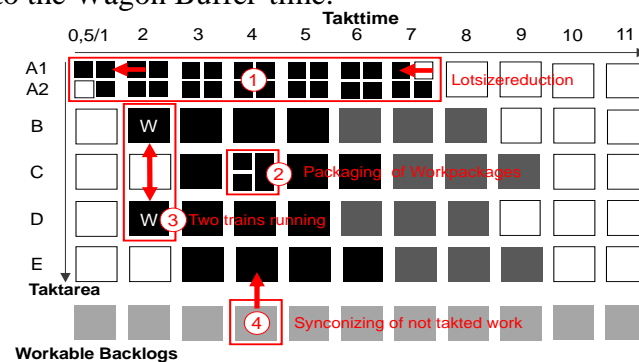 to the Wagon Buffer time.
Takttime
0,5/1 2 3 4 5 6 7 8 9 10 11
A1
A2
1
Lotsizereduction
B
W
C
2
Packaging of Workpackages
D
W
3
Two trains running
E
Taktarea
4
Synconizing of not takted work
Workable Backlogs